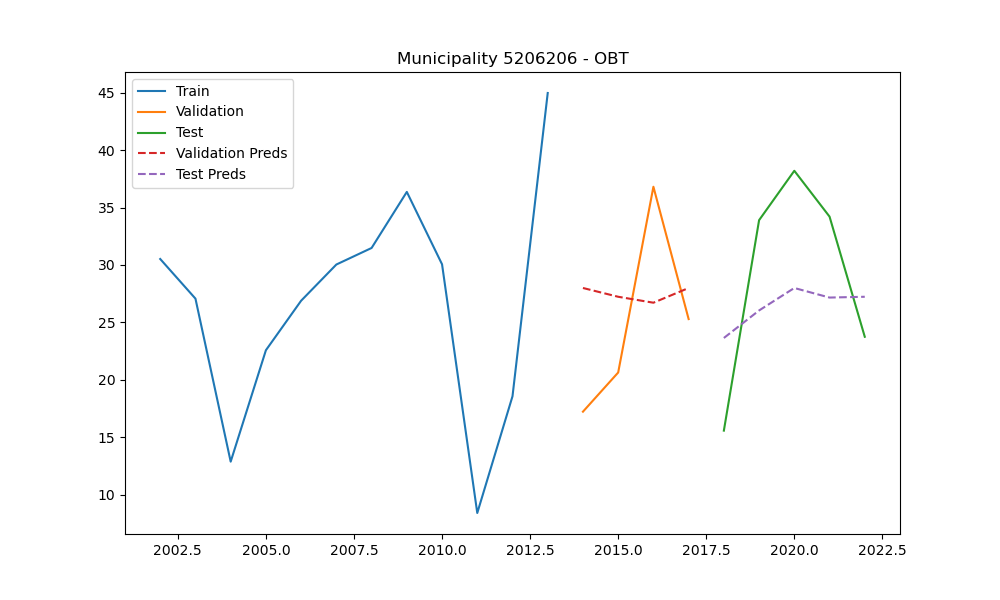 Municipality 5206206 - OBT
Train
Validation
Test
Validation Preds
Test Preds
45
40
35
30
25
20
15
10
2002.5 2005.0 2007.5 2010.0 2012.5 2015.0 2017.5 2020.0 2022.5